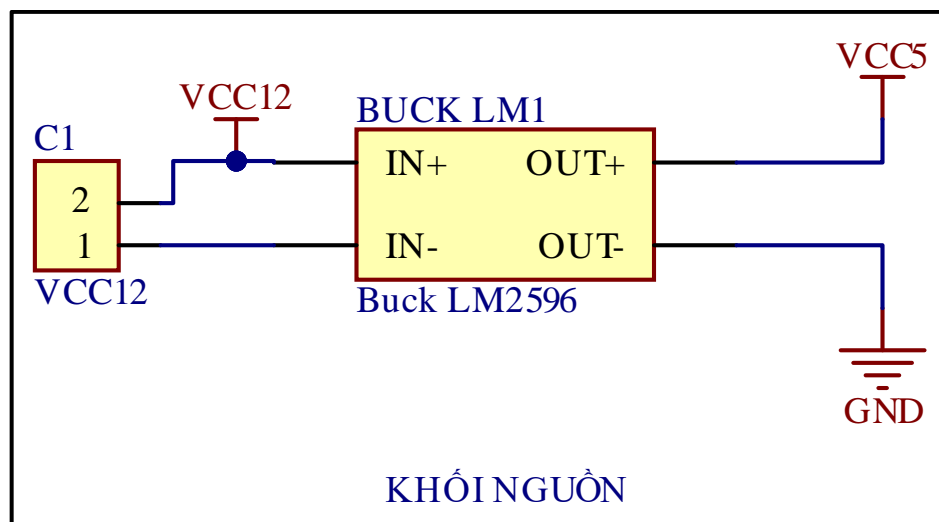 VCC5
VCC12
BUCK LM1
C1
IN+ OUT+
2
1
IN- OUT-
VCC12
Buck LM2596
GND
KHỐI NGUỒN